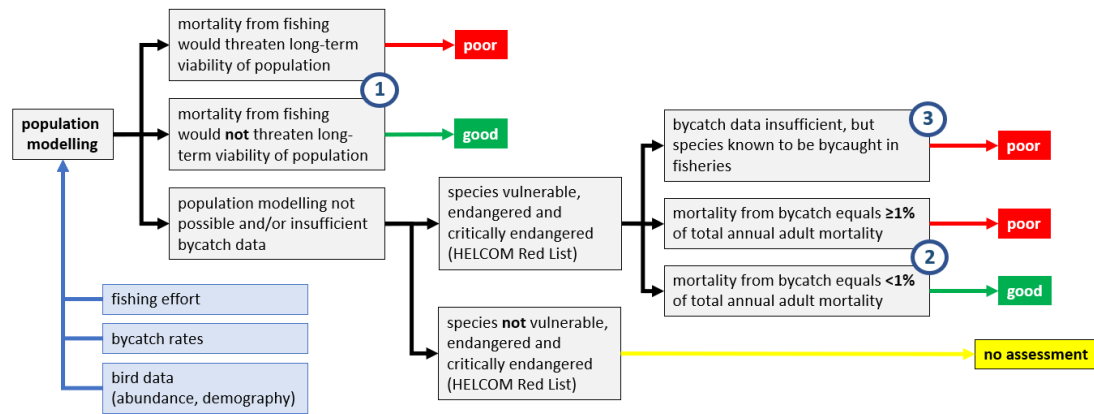 mortality from fishing
would threaten long-term
viability of population
poor
1
population
modelling
mortality from fishing
would not threaten long-
term viability of population
good
population modelling not
possible and/or insufficient
bycatch data
species vulnerable,
endangered and
critically endangered
(HELCOM Red List)
3
bycatch data insufficient, but
species known to be bycaught in
fisheries
poor
mortality from bycatch equals ≥1%
of total annual adult mortality
poor
2
mortality from bycatch equals <1%
of total annual adult mortality
good
species not vulnerable,
endangered and
critically endangered
(HELCOM Red List)
no assessment
fishing effort
bycatch rates
bird data
(abundance, demography)